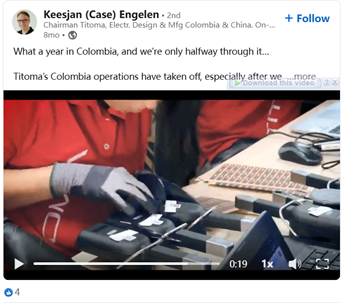 Keesjan (Case) Engelen • 2nd
Chairman Titoma, Electr. Design & Mfg Colombia & China. On-...
8mo •
+ Follow
What a year in Colombia, and we're only halfway through it...
Titoma's Colombia operations have taken off, especially after we ...more
Download this video
0:19
1x
4